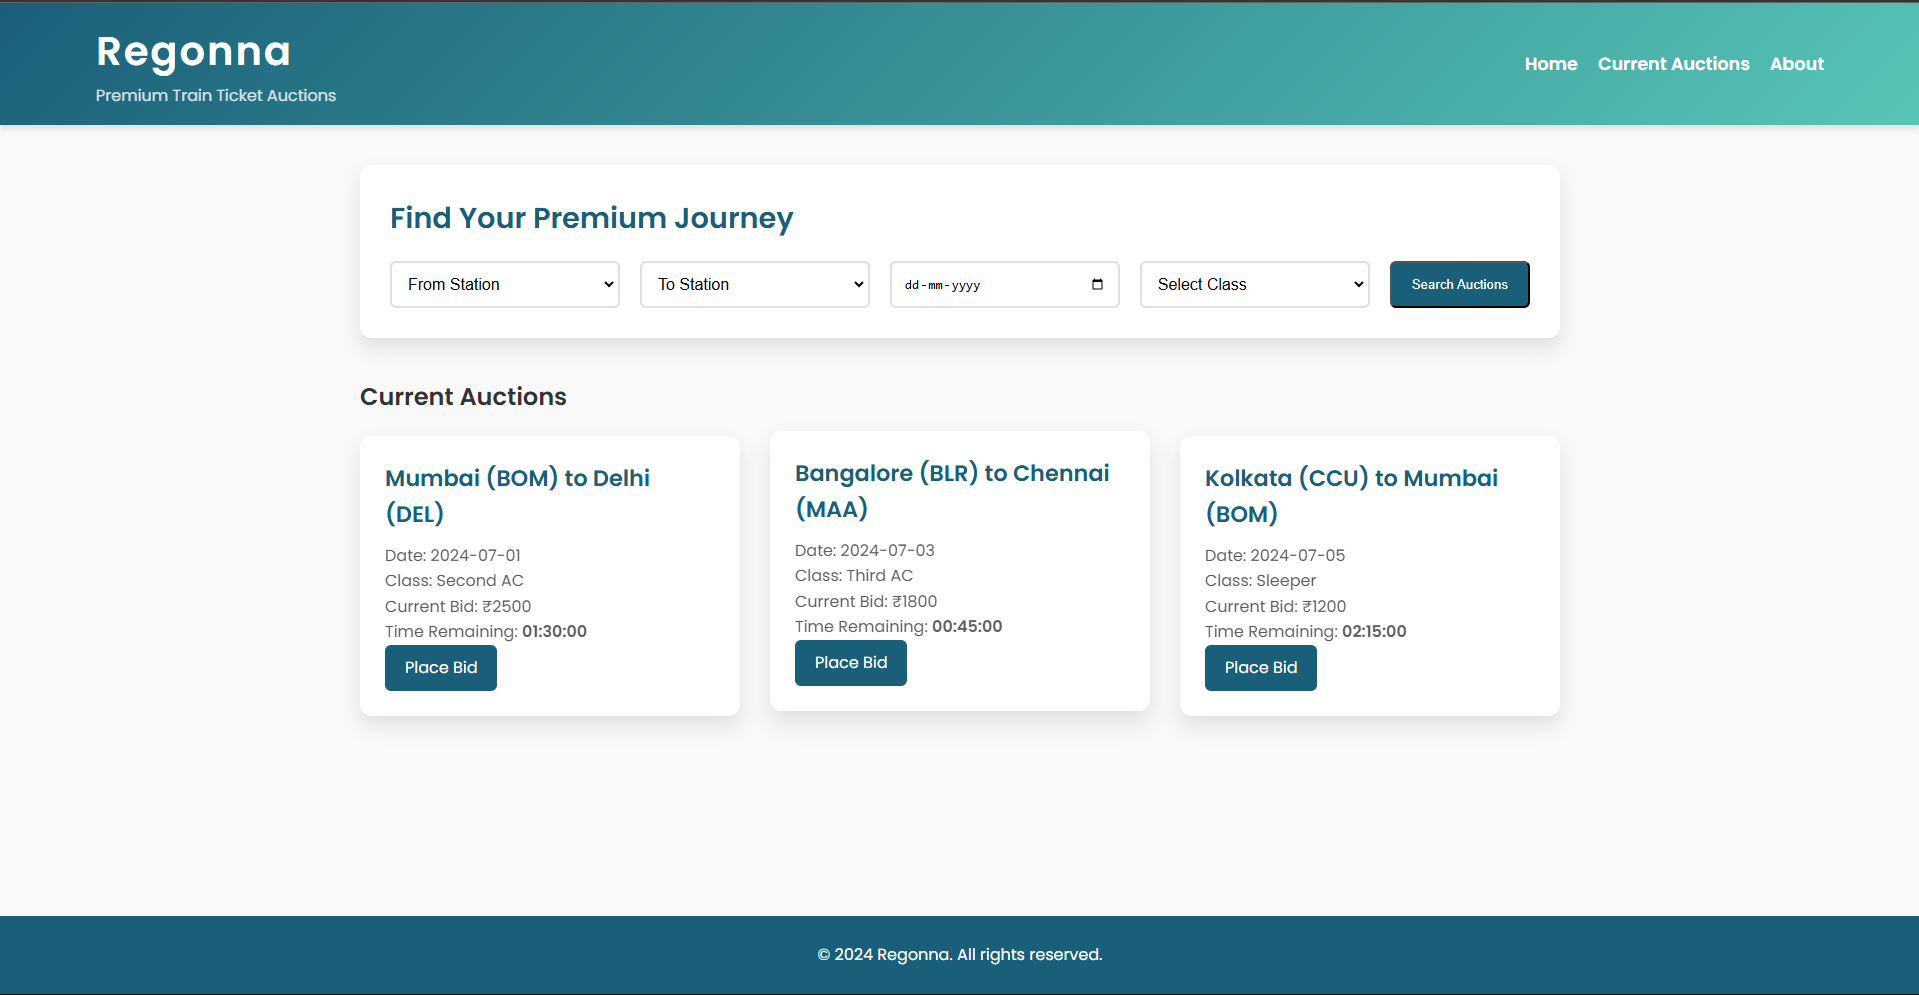 Regonna
Premium Train Ticket Auctions
Home Current Auctions About
Find Your Premium Journey
From Station To Station dd-mm-yyyy Select Class Search Auctions
Current Auctions
Mumbai (BOM) to Delhi
(DEL)
Date: 2024-07-01
Class: Second AC
Current Bid: ₹2500
Time Remaining: 01:30:00
Place Bid
Bangalore (BLR) to Chennai
(MAA)
Date: 2024-07-03
Class: Third AC
Current Bid: ₹1800
Time Remaining: 00:45:00
Place Bid
Kolkata (CCU) to Mumbai
(BOM)
Date: 2024-07-05
Class: Sleeper
Current Bid: ₹1200
Time Remaining: 02:15:00
Place Bid
© 2024 Regonna. All rights reserved.